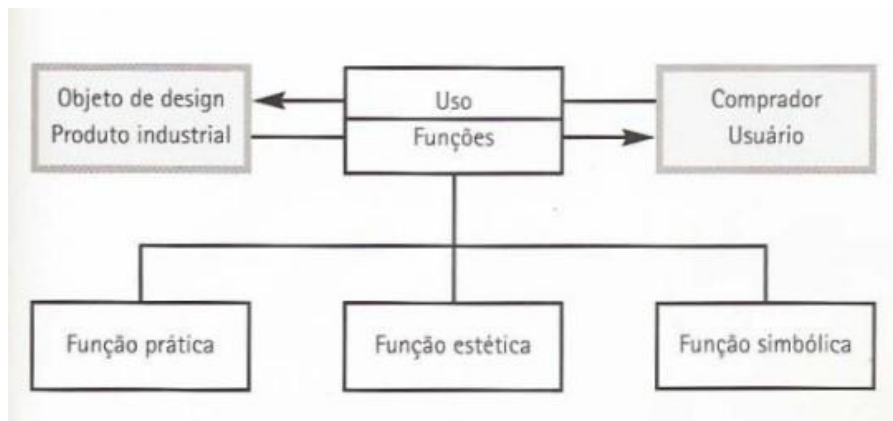 Objeto de design
Produto industrial
Uso
Funções
Comprador
Usuário
Função prática
Função estética
Função simbólica